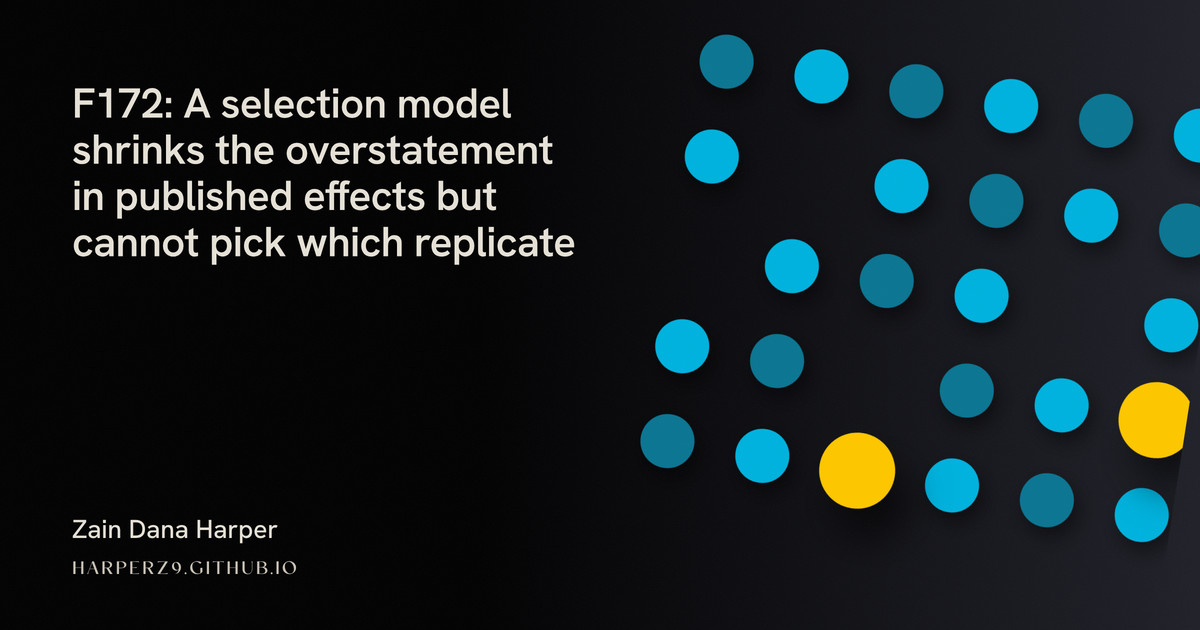 F172: A selection model
shrinks the overstatement
in published effects but
cannot pick which replicate
Zain Dana Harper
HARPERZ9.GITHUB.IO